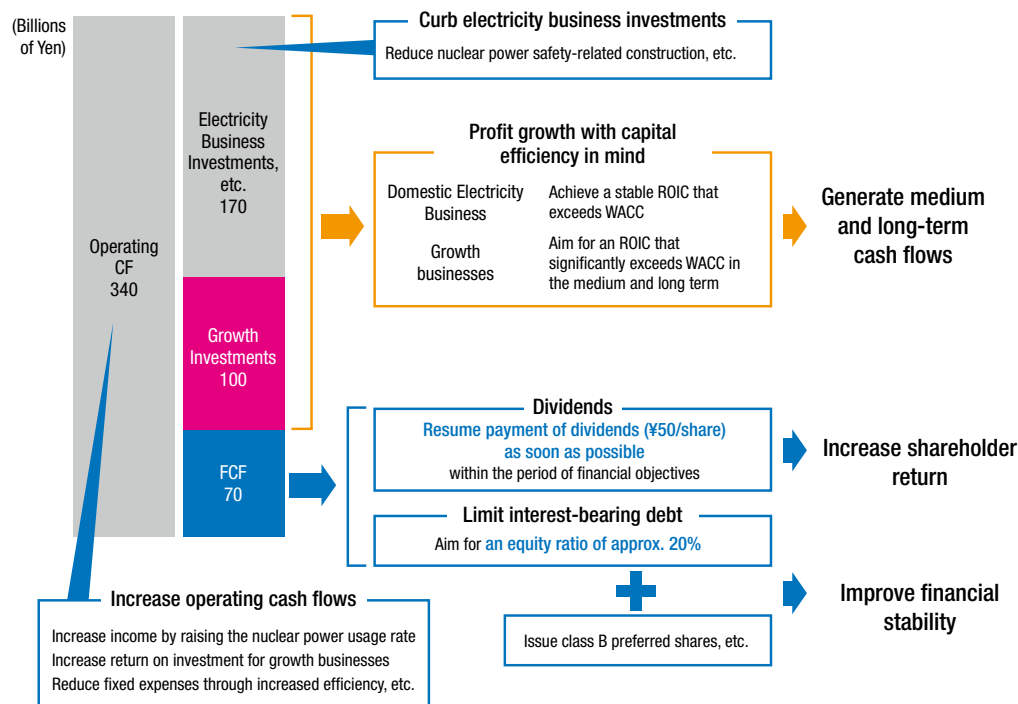 (Billions
of Yen)
Operating
CF
340
Electricity
Business
Investments,
etc.
170
Growth
Investments
100
FCF
70
Curb electricity business investments
Reduce nuclear power safety-related construction, etc.
Profit growth with capital
efficiency in mind
Domestic Electricity
Business
Achieve a stable ROIC that
exceeds WACC
Growth
businesses
Aim for an ROIC that
significantly exceeds WACC in
the medium and long term
Generate medium
and long-term
cash flows
Dividends
Resume payment of dividends (¥50/share)
as soon as possible
within the period of financial objectives
Increase shareholder
return
Limit interest-bearing debt
Aim for an equity ratio of approx. 20%
Issue class B preferred shares, etc.
Improve financial
stability
Increase operating cash flows
Increase income by raising the nuclear power usage rate
Increase return on investment for growth businesses
Reduce fixed expenses through increased efficiency, etc.